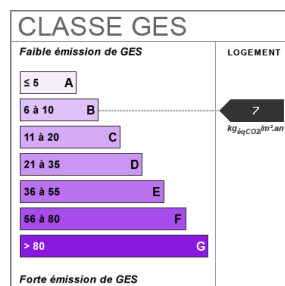 CLASSE GES
Faible émission de GES
LOGEMENT
≤ 5 A
6 à 10 B
7
kgéqCO2/m².an
11 à 20 C
21 à 35 D
36 à 55 E
56 à 80 F
> 80 G
Forte émission de GES